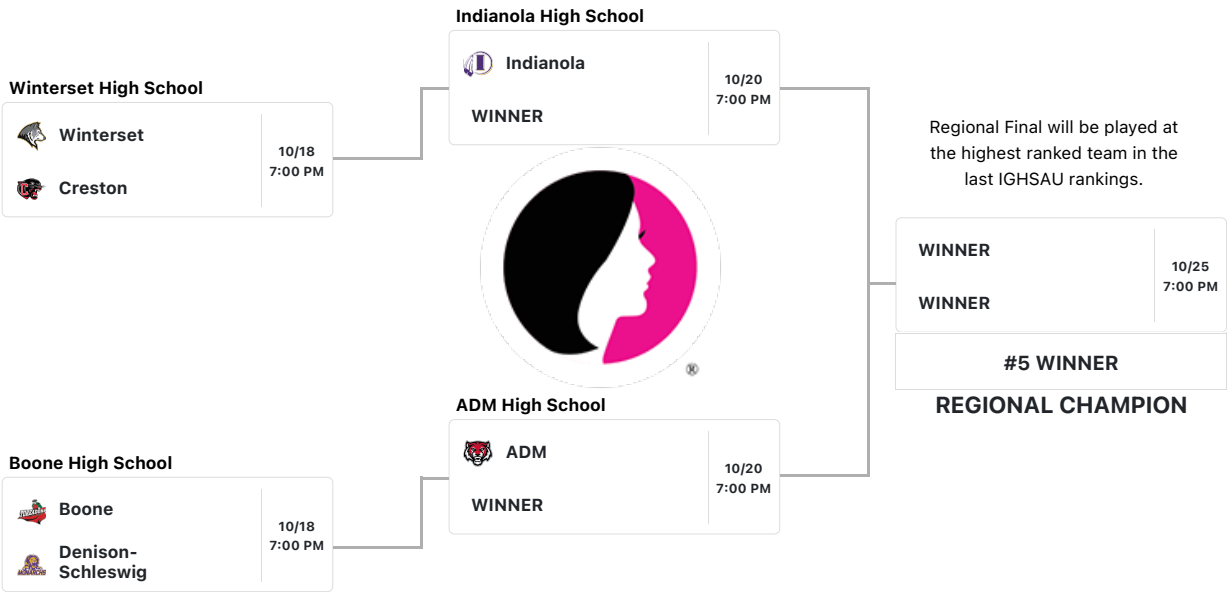 Indianola High School
Indianola
WINNER
10/20
7:00 PM
Winterset High School
Winterset
Creston
10/18
7:00 PM
Regional Final will be played at
the highest ranked team in the
last IGHSAU rankings.
WINNER
WINNER
10/25
7:00 PM
#5 WINNER
REGIONAL CHAMPION
®
ADM High School
ADM
WINNER
10/20
7:00 PM
Boone High School
Boone
Denison-
Schleswig
10/18
7:00 PM